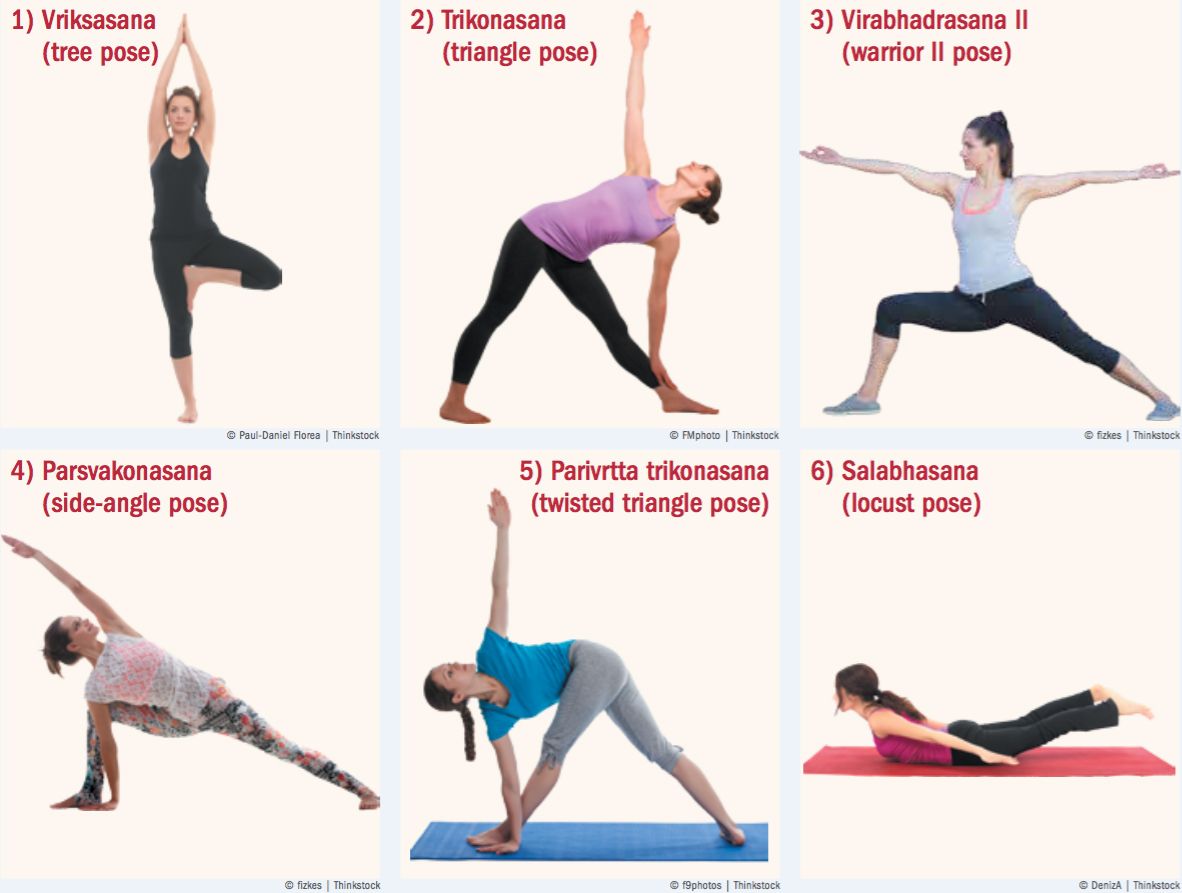 1) Vriksasana
(tree pose)
2) Trikonasana
(triangle pose)
3) Virabhadrasana II
(warrior II pose)
© Paul-Daniel Florea | Thinkstock
© FMphoto | Thinkstock
© fizkes | Thinkstock
4) Parsvakonasana
(side-angle pose)
5) Parivrtta trikonasana
(twisted triangle pose)
6) Salabhasana
(locust pose)
© fizkes | Thinkstock
© f9photos | Thinkstock
© DenizA | Thinkstock